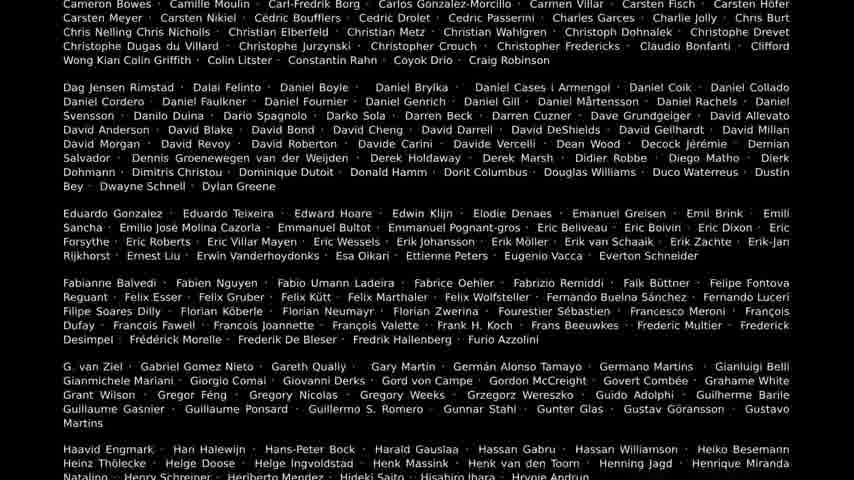 Cameron Bowes · Camille Moulin · Carl-Fredrik Borg · Carlos Gonzalez-Morcillo · Carmen Villar · Carsten Fisch · Carsten Höfer
Carsten Meyer · Carsten Nikiel · Cédric Boufflers · Cedric Drolet · Cedric Passerini · Charles Garcès · Charlie Jolly · Chris Burt
Chris Nelling Chris Nicholls · Christian Elberfeld · Christian Metz · Christian Wahlgren · Christoph Dohnalek · Christophe Drevet
Christophe Dugas du Villard · Christophe Jurzynski · Christopher Crouch · Christopher Fredericks · Claudio Bonfanti · Clifford
Wong Kian Colin Griffith · Colin Litster · Constantin Rahn · Coyok Drio · Craig Robinson
Dag Jensen Rimstad · Dalai Felinto · Daniel Boyle · Daniel Brylka · Daniel Cases i Armengol · Daniel Coik · Daniel Collado
Daniel Cordero · Daniel Faulkner · Daniel Fournier · Daniel Genrich · Daniel Gill · Daniel Mårtensson · Daniel Rachels · Daniel
Svensson · Danilo Duina · Dario Spagnolo · Darko Sola · Darren Beck · Darren Cuzner · Dave Grundgeiger · David Allevato
David Anderson · David Blake · David Bond · David Cheng · David Darrell · David DeShields · David Gellhardt · David Millan
David Morgan · David Revoy · David Roberton · Davide Carini · Davide Vercelli · Dean Wood · Decock Jérémie · Demian
Salvador · Dennis Groenewegen van der Weijden · Derek Holdaway · Derek Marsh · Didier Robbe · Diego Matho · Dierk
Dohmann · Dimitris Christou · Dominique Dutoit · Donald Hamm · Dorit Columbus · Douglas Williams · Duco Waterreus · Dustin
Bey · Dwayne Schnell · Dylan Greene
Eduardo Gonzalez · Eduardo Teixeira · Edward Hoare · Edwin Klijn · Elodie Denaes · Emanuel Greisen · Emil Brink · Emili
Sancha · Emilio José Molina Cazorla · Emmanuel Bultot · Emmanuel Pognant-gros · Eric Beliveau · Eric Boivin · Eric Dixon · Eric
Forsythe · Eric Roberts · Eric Villar Mayen · Eric Wessels · Erik Johansson · Erik Möller · Erik van Schaaik · Erik Zachte · Erik-Jan
Rijkhorst · Ernest Liu · Erwin Vanderhoydonks · Esa Oikari · Ettienne Peters · Eugenio Vacca · Everton Schneider
Fabianne Balvedi · Fabien Nguyen · Fabio Umann Ladeira · Fabrice Oehler · Fabrizio Remiddi · Falk Büttner · Felipe Fontova
Reguant · Felix Esser · Felix Gruber · Felix Kütt · Felix Marthaler · Felix Wolfsteller · Fernando Buelna Sánchez · Fernando Luceri
Filipe Soares Dilly · Florian Köberle · Florian Neumayr · Florian Zwerina · Fourestier Sébastien · Francesco Meroni · François
Dufay · Francois Fawell · Francois Joannette · François Valette · Frank H. Koch · Frans Beeuwkes · Frederic Multier · Frederick
Desimpel · Frédérick Morelle · Frederik De Bleser · Fredrik Hallenberg · Furio Azzolini
G. van Ziel · Gabriel Gomez Nieto · Gareth Qually · Gary Martin · Germán Alonso Tamayo · Germano Martins · Gianluigi Belli
Gianmichele Mariani · Giorgio Comai · Giovanni Derks · Gord von Campe · Gordon McCreight · Govert Combée · Grahame White
Grant Wilson · Gregor Féng · Gregory Nicolas · Gregory Weeks · Grzegorz Wereszko · Guido Adolphi · Guilherme Barile
Guillaume Gasnier · Guillaume Ponsard · Guillermo S. Romero · Gunnar Stahl · Gunter Glas · Gustav Göransson · Gustavo
Martins
Haavid Engmark · Han Halewijn · Hans-Peter Bock · Harald Gauslaa · Hassan Gabru · Hassan Williamson · Heiko Besemann
Heinz Thölecke · Helge Doose · Helge Ingvoldstad · Henk Massink · Henk van den Toorn · Henning Jagd · Henrique Miranda
Natalino · Henry Schreiner · Heriberto Mendez · Hideki Saito · Hisahiro Ihara · Hrvoje Andrun